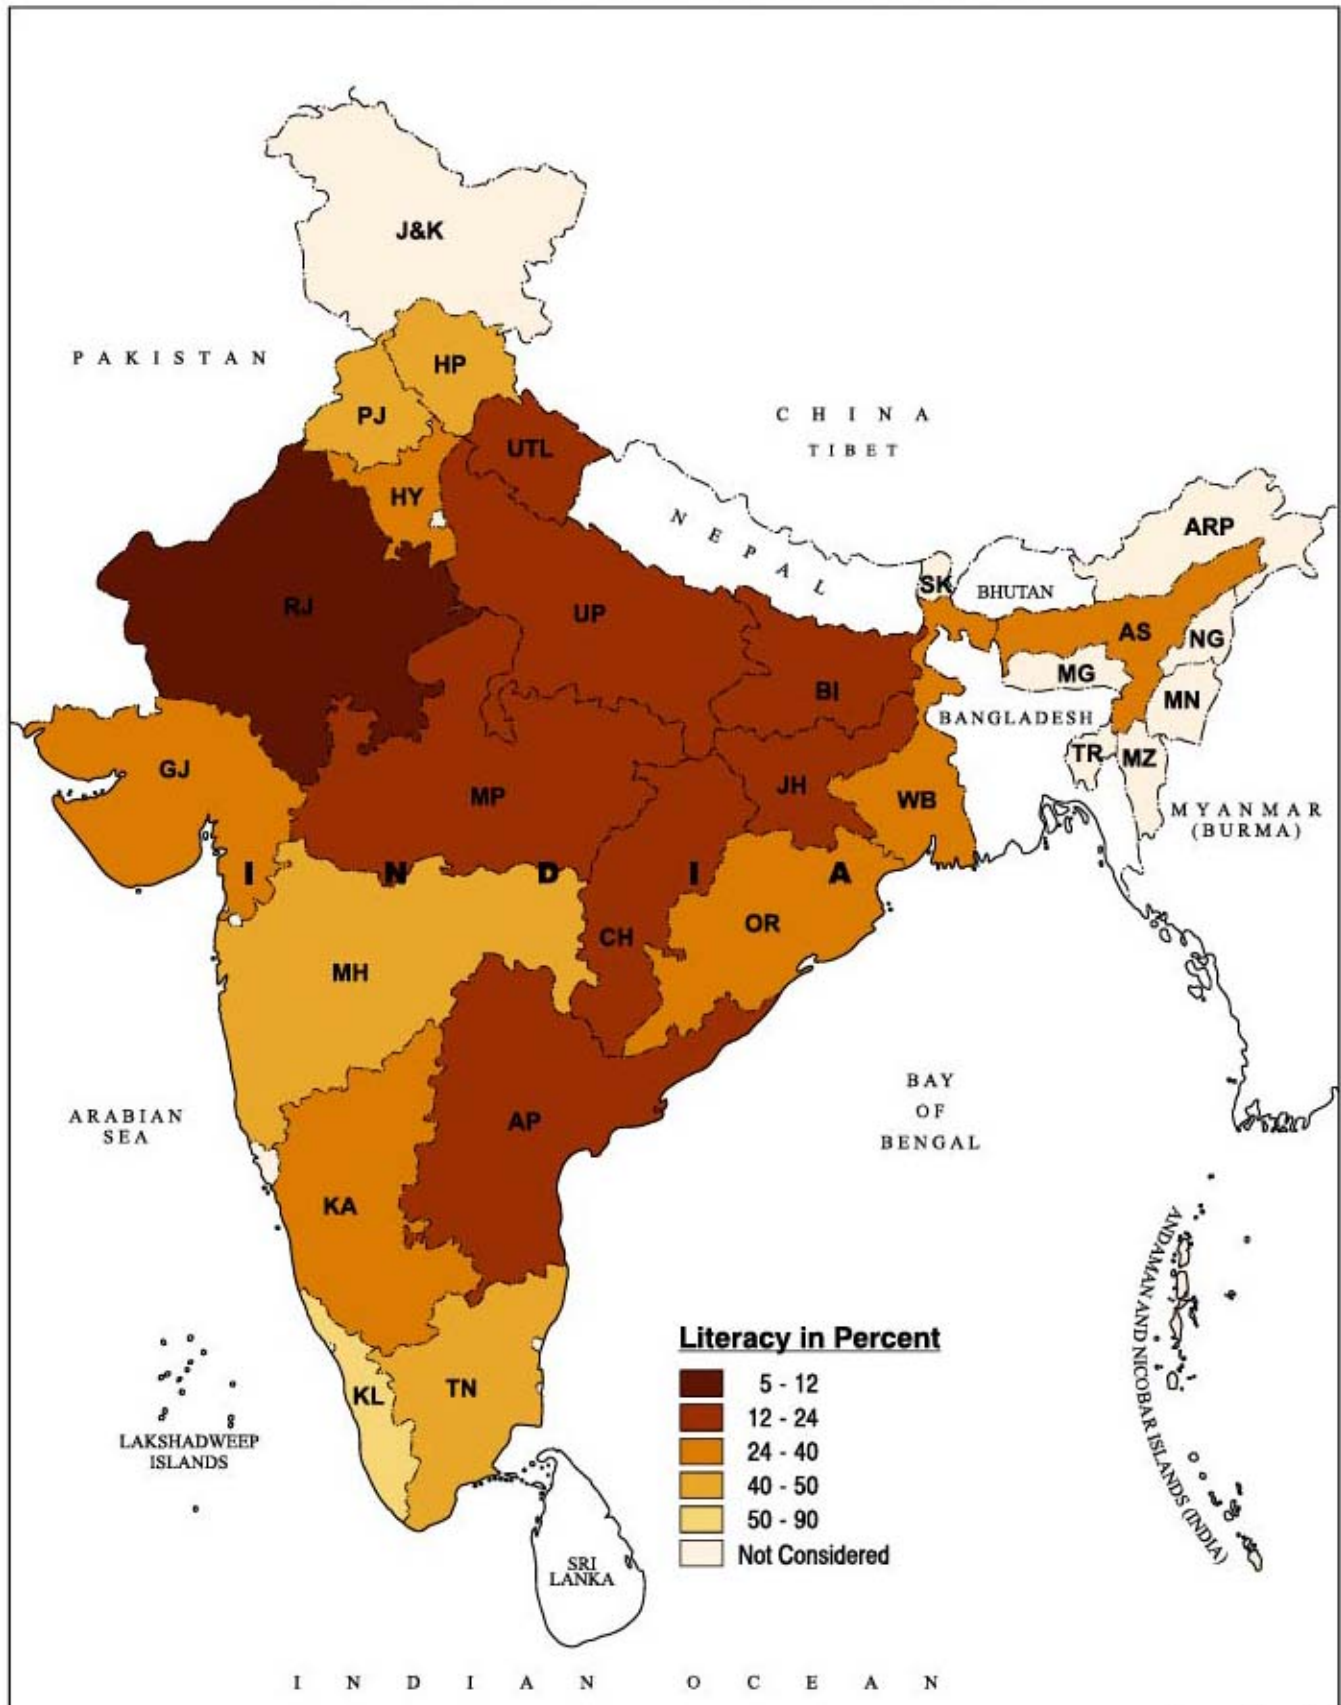 J&K
PAKISTAN
HP
PJ
CHINA
TIBET
UTL
HY
NEPAL
ARP
SK
BHUTAN
RJ
UP
AS
NG
MG
BI
MN
BANGLADESH
TR
MZ
GJ
MP
JH
WB
MYANMAR
(BURMA)
INDIA
OR
CH
MH
BAY
OF
BENGAL
ARABIAN
SEA
AP
KA
ANDAMAN AND NICOBAR ISLANDS (INDIA)
Literacy in Percent
5 - 12
12 - 24
24 - 40
40 - 50
50 - 90
Not Considered
KL
TN
LAKSHADWEEP
ISLANDS
SRI
LANKA
INDIAN OCEAN